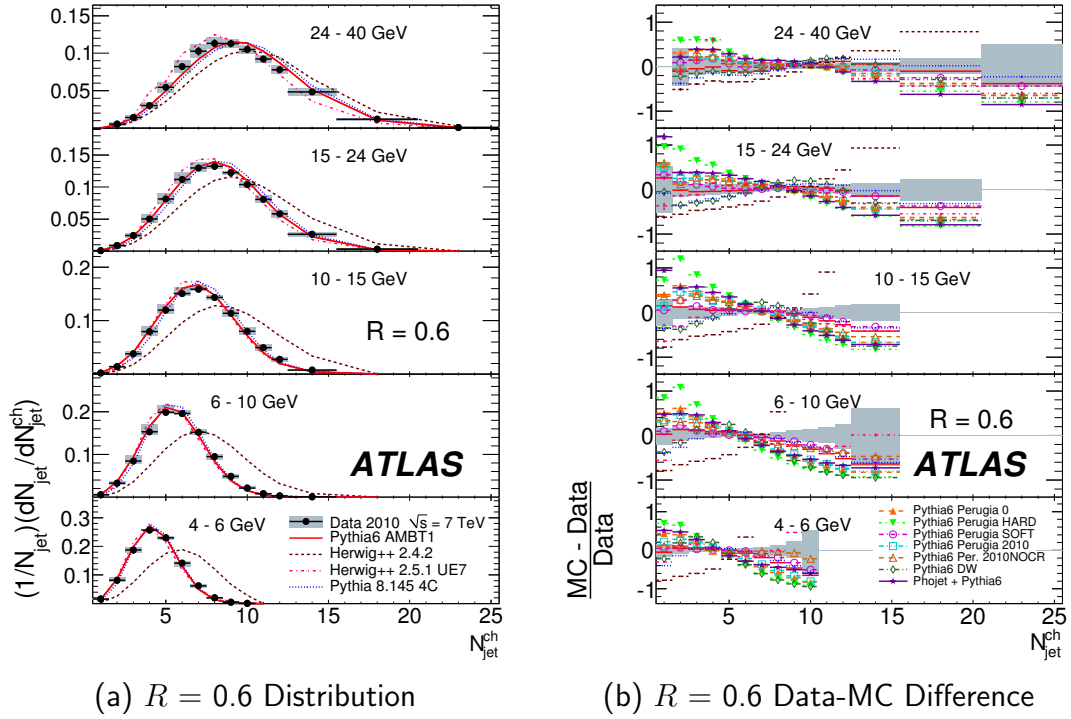 0.15
0.1
0.05
24 - 40 GeV
0.15
0.1
0.05
15 - 24 GeV
0.2
0.1
10 - 15 GeV
R = 0.6
0.2
0.1
0
6 - 10 GeV
ATLAS
0.3
0.2
0.1
0
4 - 6 GeV
Data 2010 √s = 7 TeV
Pythia6 AMBT1
Herwig++ 2.4.2
Herwig++ 2.5.1 UE7
Pythia 8.145 4C
(1/N_jet)(dN_jet/dN^ch_jet)
5 10 15 20 25
N^ch_jet
(a) R = 0.6 Distribution
1
0
-1
24 - 40 GeV
1
0
-1
15 - 24 GeV
1
0
-1
10 - 15 GeV
1
0
-1
6 - 10 GeV
R = 0.6
ATLAS
1
0
-1
4 - 6 GeV
Pythia6 Perugia 0
Pythia6 Perugia HARD
Pythia6 Perugia SOFT
Pythia6 Perugia 2010
Pythia6 Per. 2010NOCR
Pythia6 DW
Phojet + Pythia6
MC - Data
Data
5 10 15 20 25
N^ch_jet
(b) R = 0.6 Data-MC Difference